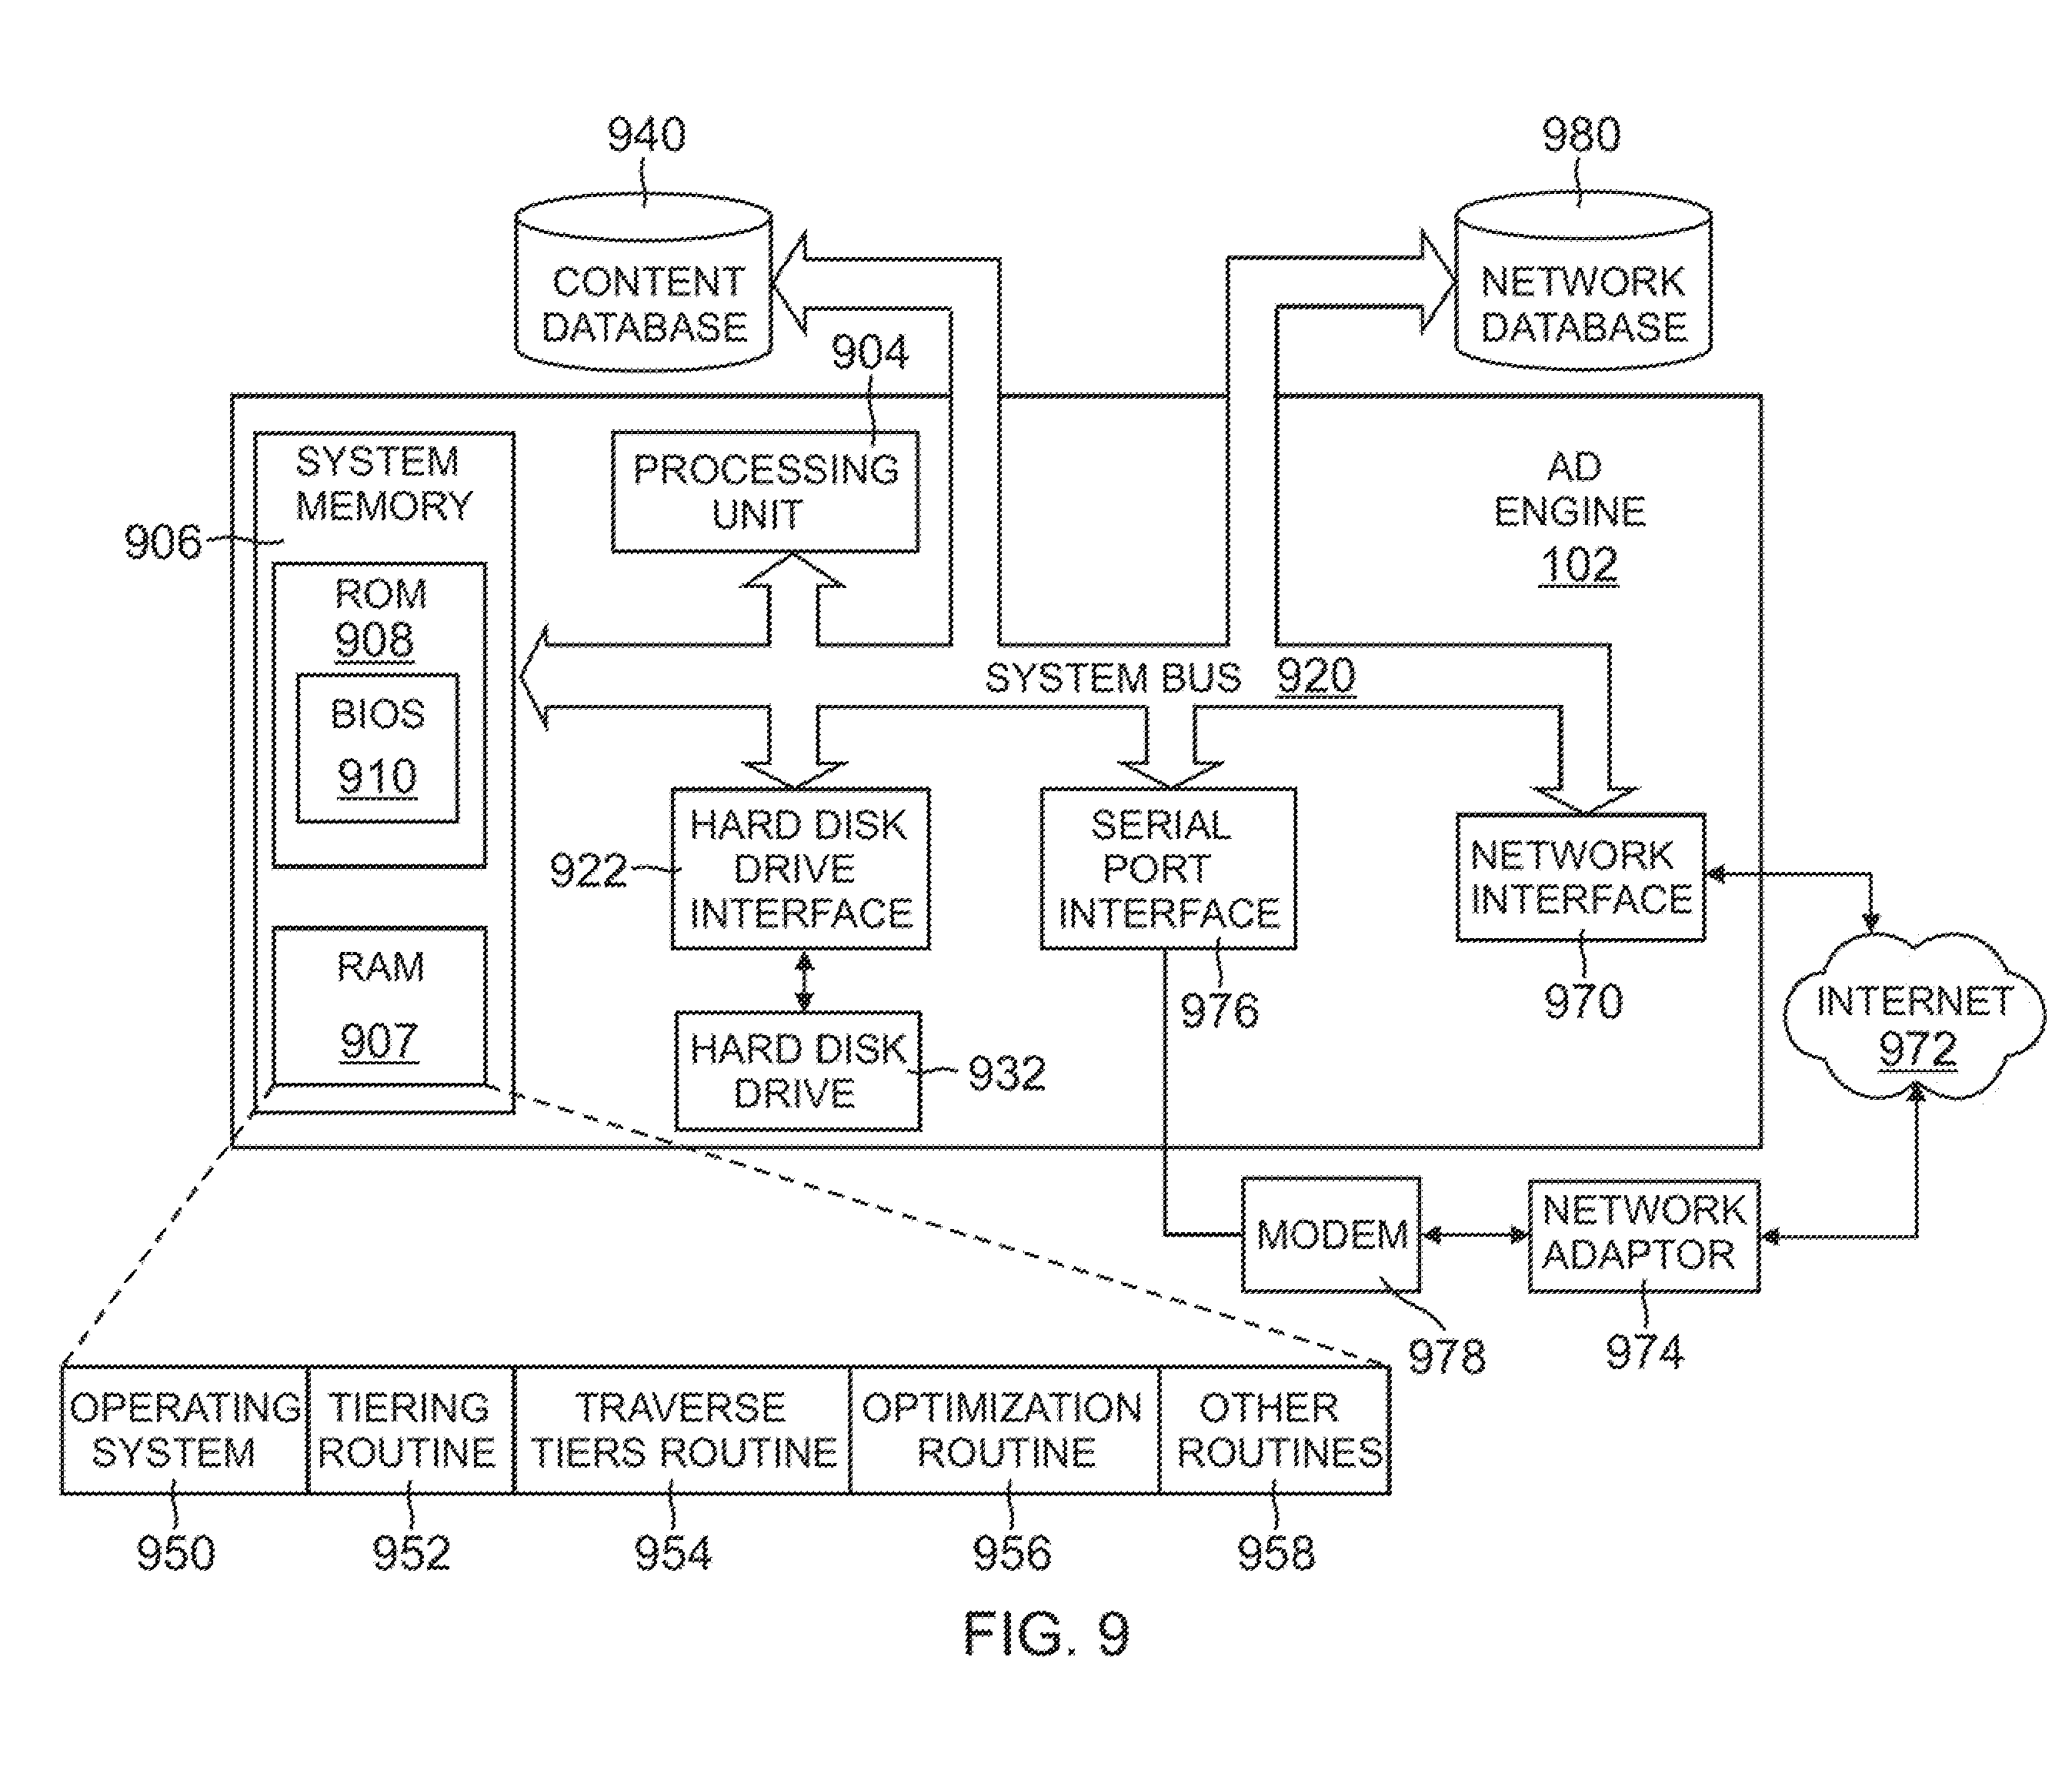 940
980
CONTENT
DATABASE
NETWORK
DATABASE
904
SYSTEM
MEMORY
PROCESSING
UNIT
AD
ENGINE
102
906
ROM
908
BIOS
910
SYSTEM BUS 920
HARD DISK
DRIVE
INTERFACE
922
SERIAL
PORT
INTERFACE
976
NETWORK
INTERFACE
970
RAM
907
HARD DISK
DRIVE
932
INTERNET
972
MODEM
978
NETWORK
ADAPTOR
974
OPERATING
SYSTEM
TIERING
ROUTINE
TRAVERSE
TIERS ROUTINE
OPTIMIZATION
ROUTINE
OTHER
ROUTINES
950
952
954
956
958
FIG. 9